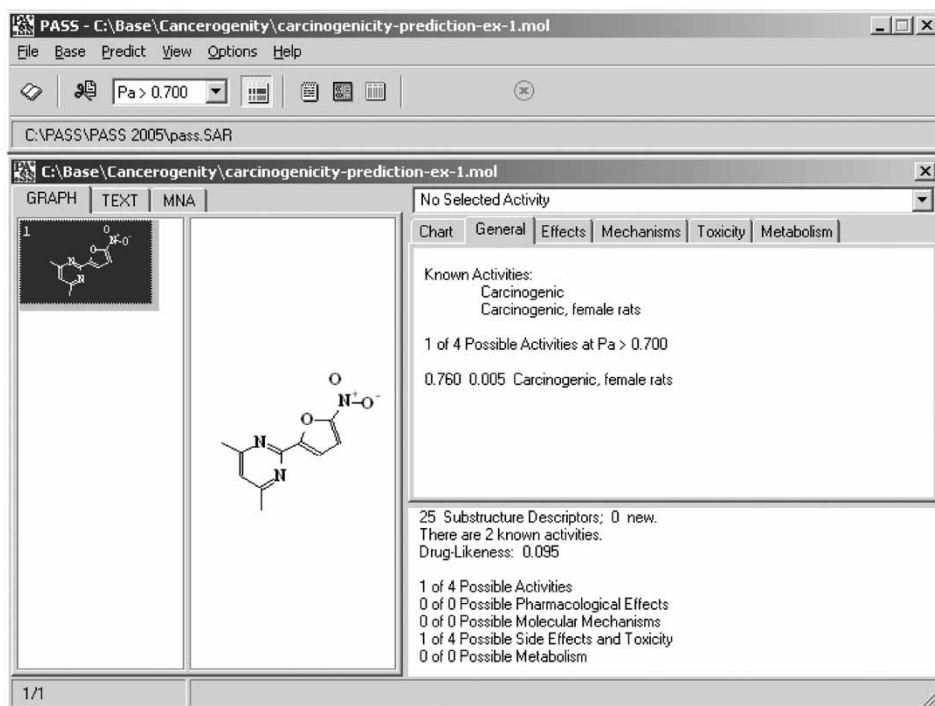 PASS - C:\Base\Cancerogenity\carcinogenicity-prediction-ex-1.mol
File Base Predict View Options Help
Pa > 0.700
C:\PASS\PASS 2005\pass.SAR
C:\Base\Cancerogenity\carcinogenicity-prediction-ex-1.mol
GRAPH TEXT MNA
No Selected Activity
Chart General Effects Mechanisms Toxicity Metabolism
1
O
N+-O-
O
N
N
Known Activities:
Carcinogenic
Carcinogenic, female rats
1 of 4 Possible Activities at Pa > 0.700
0.760 0.005 Carcinogenic, female rats
O
N+-O-
O
N
N
25 Substructure Descriptors; 0 new.
There are 2 known activities.
Drug-Likeness: 0.095
1 of 4 Possible Activities
0 of 0 Possible Pharmacological Effects
0 of 0 Possible Molecular Mechanisms
1 of 4 Possible Side Effects and Toxicity
0 of 0 Possible Metabolism
1/1